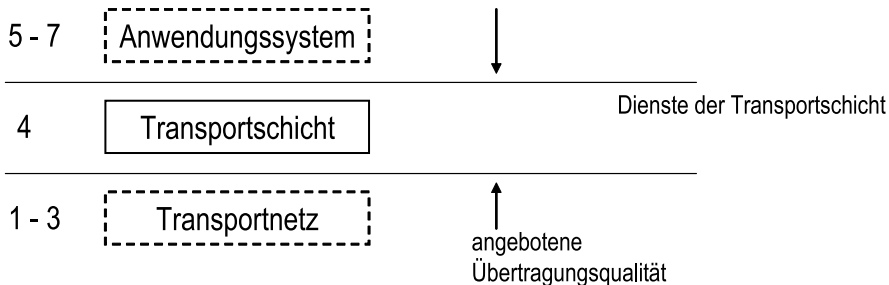 5 - 7 Anwendungssystem
Dienste der Transportschicht
4 Transportschicht
1 - 3 Transportnetz
angebotene
Übertragungsqualität